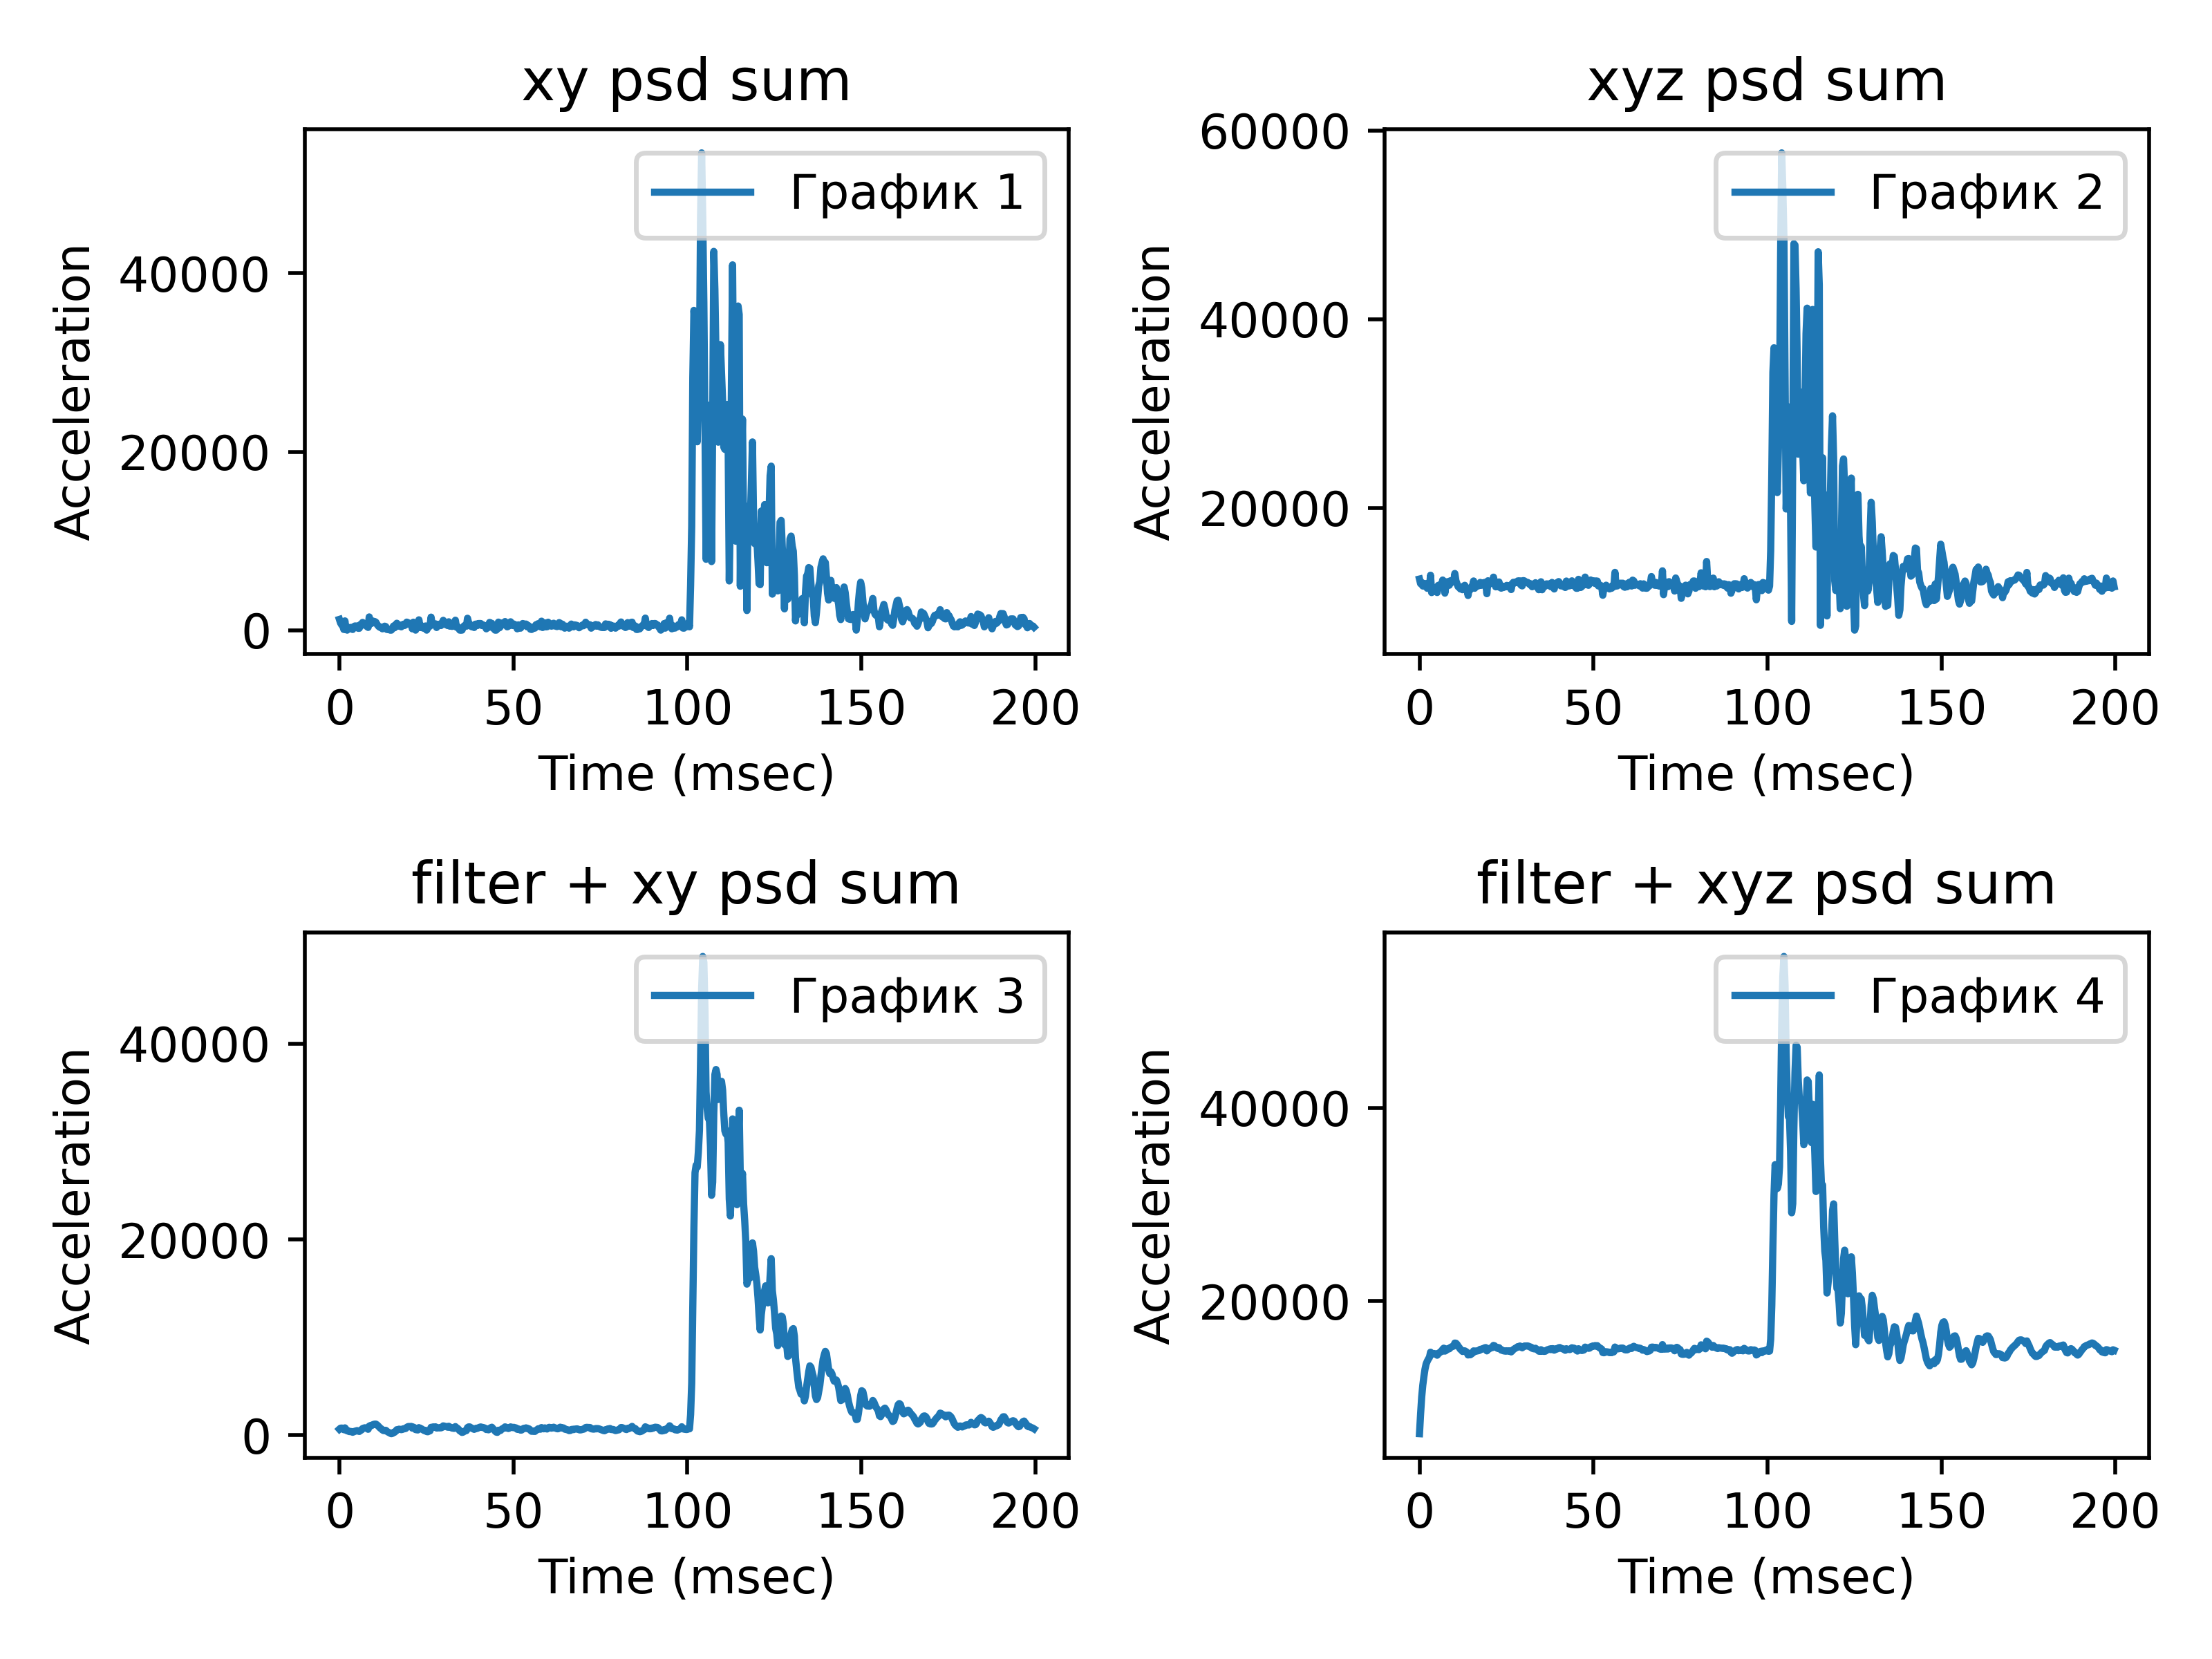 xy psd sum
Acceleration
40000
20000
0
График 1
0 50 100 150 200
Time (msec)
xyz psd sum
Acceleration
60000
40000
20000
График 2
0 50 100 150 200
Time (msec)
filter + xy psd sum
Acceleration
40000
20000
0
График 3
0 50 100 150 200
Time (msec)
filter + xyz psd sum
Acceleration
40000
20000
График 4
0 50 100 150 200
Time (msec)